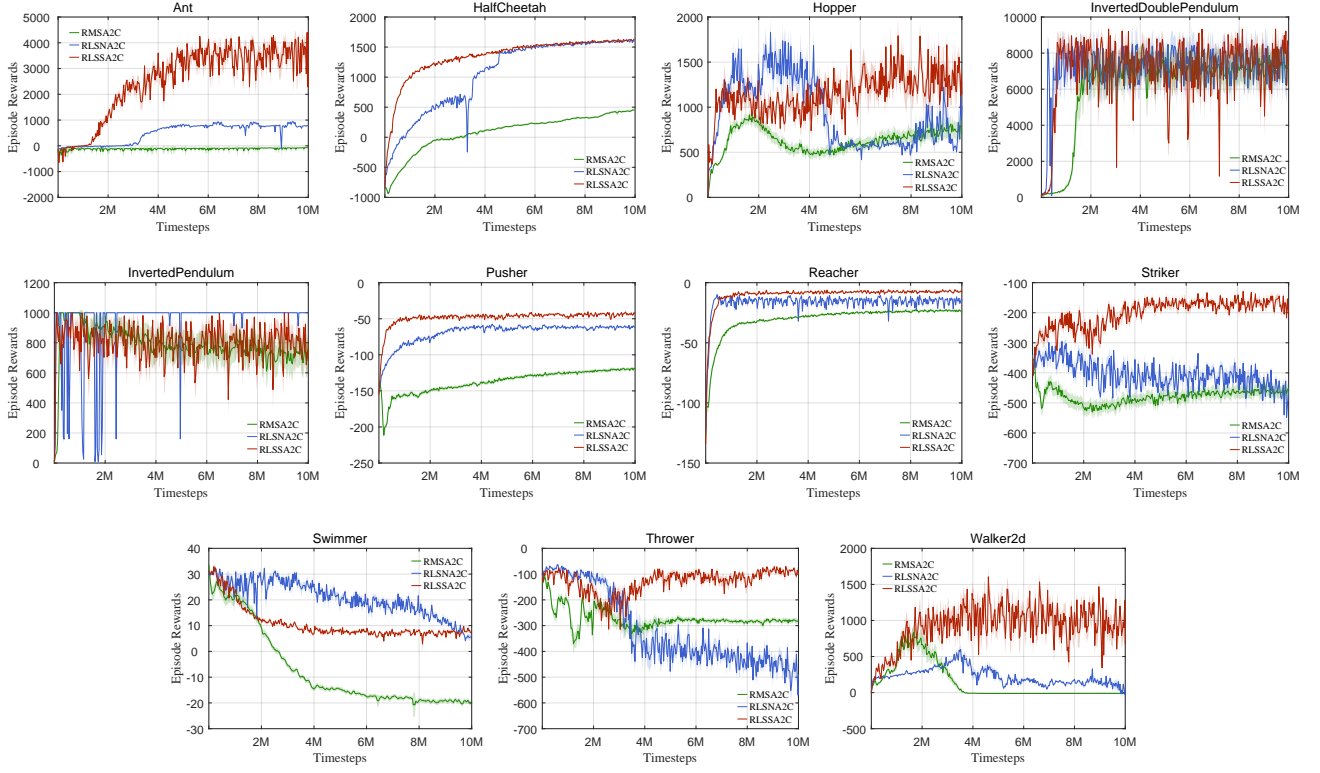 Ant
5000
4000
3000
2000
1000
0
-1000
-2000
2M 4M 6M 8M 10M
Timesteps
Episode Rewards
RMSA2C
RLSNA2C
RLSSA2C
HalfCheetah
2000
1500
1000
500
0
-500
-1000
2M 4M 6M 8M 10M
Timesteps
Episode Rewards
RMSA2C
RLSNA2C
RLSSA2C
Hopper
2000
1500
1000
500
0
2M 4M 6M 8M 10M
Timesteps
Episode Rewards
RMSA2C
RLSNA2C
RLSSA2C
InvertedDoublePendulum
10000
8000
6000
4000
2000
0
2M 4M 6M 8M 10M
Timesteps
Episode Rewards
RMSA2C
RLSNA2C
RLSSA2C
InvertedPendulum
1200
1000
800
600
400
200
0
2M 4M 6M 8M 10M
Timesteps
Episode Rewards
RMSA2C
RLSNA2C
RLSSA2C
Pusher
0
-50
-100
-150
-200
-250
2M 4M 6M 8M 10M
Timesteps
Episode Rewards
RMSA2C
RLSNA2C
RLSSA2C
Reacher
0
-50
-100
-150
2M 4M 6M 8M 10M
Timesteps
Episode Rewards
RMSA2C
RLSNA2C
RLSSA2C
Striker
-100
-200
-300
-400
-500
-600
-700
2M 4M 6M 8M 10M
Timesteps
Episode Rewards
RMSA2C
RLSNA2C
RLSSA2C
Swimmer
40
30
20
10
0
-10
-20
-30
2M 4M 6M 8M 10M
Timesteps
Episode Rewards
RMSA2C
RLSNA2C
RLSSA2C
Thrower
0
-100
-200
-300
-400
-500
-600
-700
2M 4M 6M 8M 10M
Timesteps
Episode Rewards
RMSA2C
RLSNA2C
RLSSA2C
Walker2d
2000
1500
1000
500
0
-500
2M 4M 6M 8M 10M
Timesteps
Episode Rewards
RMSA2C
RLSNA2C
RLSSA2C